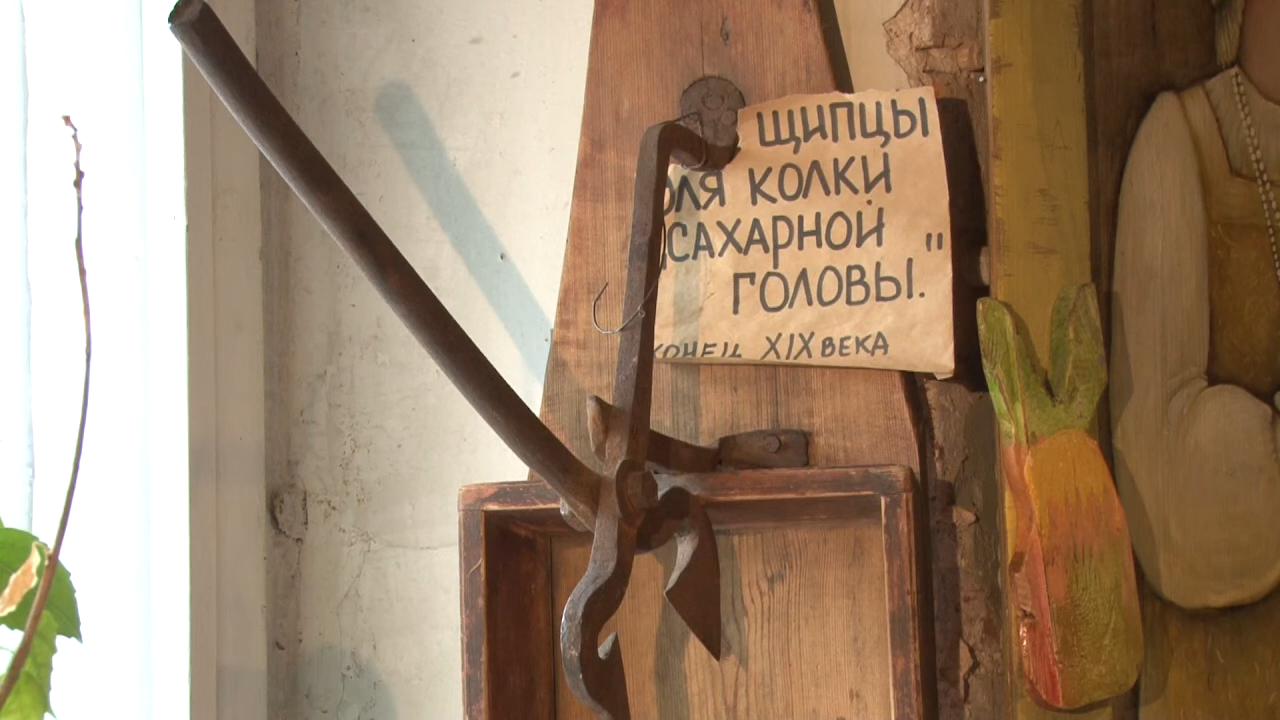 ЩИПЦЫ
ДЛЯ КОЛКИ
"САХАРНОЙ
ГОЛОВЫ."
КОНЕЦ XIX ВЕКА